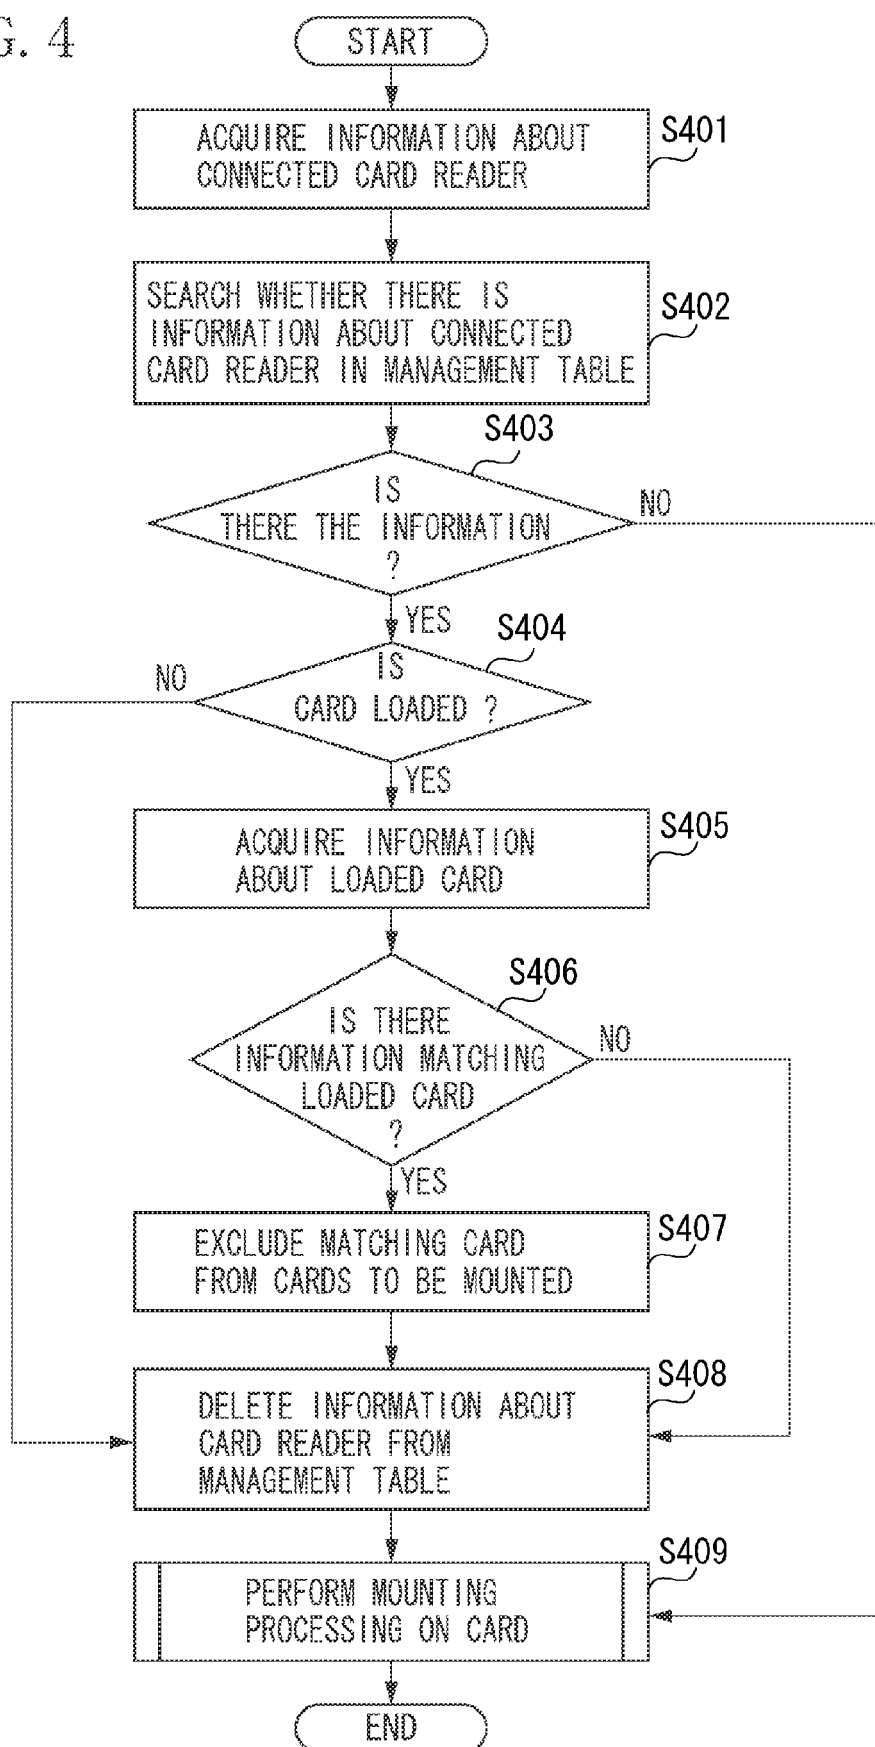 G. 4
START
ACQUIRE INFORMATION ABOUT
CONNECTED CARD READER
S401
SEARCH WHETHER THERE IS
INFORMATION ABOUT CONNECTED
CARD READER IN MANAGEMENT TABLE
S402
S403
IS
THERE THE INFORMATION
?
NO
YES
S404
IS
CARD LOADED ?
NO
YES
ACQUIRE INFORMATION
ABOUT LOADED CARD
S405
S406
IS THERE
INFORMATION MATCHING
LOADED CARD
?
NO
YES
EXCLUDE MATCHING CARD
FROM CARDS TO BE MOUNTED
S407
DELETE INFORMATION ABOUT
CARD READER FROM
MANAGEMENT TABLE
S408
PERFORM MOUNTING
PROCESSING ON CARD
S409
END